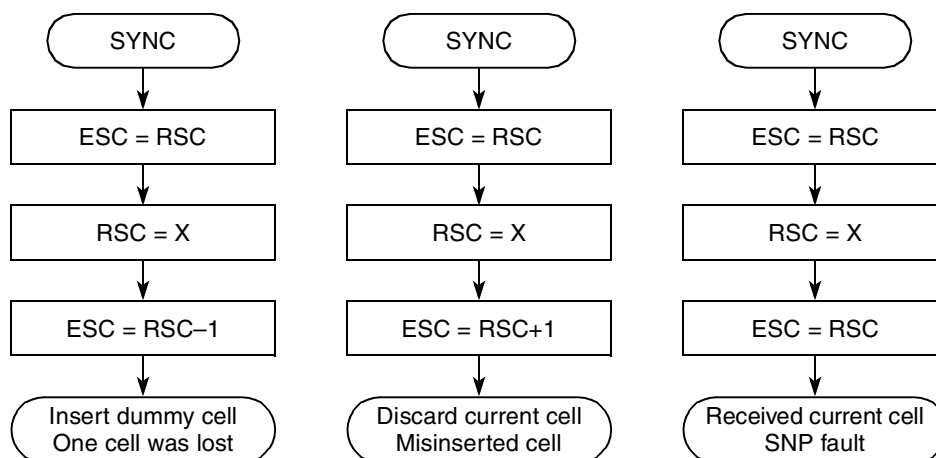 SYNC
ESC = RSC
RSC = X
ESC = RSC–1
Insert dummy cell
One cell was lost
SYNC
ESC = RSC
RSC = X
ESC = RSC+1
Discard current cell
Misinserted cell
SYNC
ESC = RSC
RSC = X
ESC = RSC
Received current cell
SNP fault